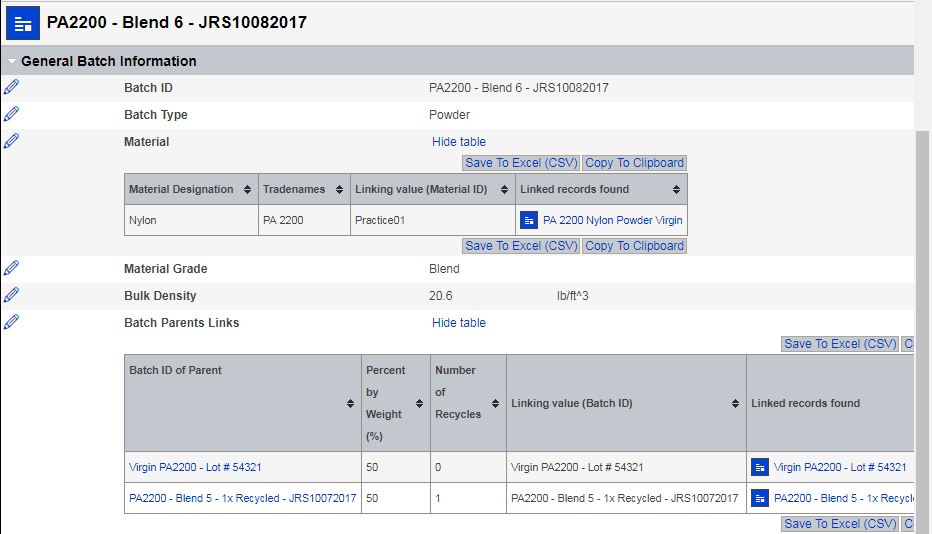 PA2200 - Blend 6 - JRS10082017
General Batch Information
Batch ID PA2200 - Blend 6 - JRS10082017
Batch Type Powder
Material Hide table
Save To Excel (CSV) Copy To Clipboard
Material Designation Tradenames Linking value (Material ID) Linked records found
Nylon PA 2200 Practice01 PA 2200 Nylon Powder Virgin
Save To Excel (CSV) Copy To Clipboard
Material Grade Blend
Bulk Density 20.6 lb/ft^3
Batch Parents Links Hide table
Save To Excel (CSV) C
Batch ID of Parent Percent by Weight (%) Number of Recycles Linking value (Batch ID) Linked records found
Virgin PA2200 - Lot # 54321 50 0 Virgin PA2200 - Lot # 54321 Virgin PA2200 - Lot # 54321
PA2200 - Blend 5 - 1x Recycled - JRS10072017 50 1 PA2200 - Blend 5 - 1x Recycled - JRS10072017 PA2200 - Blend 5 - 1x
Save To Excel (CSV) C